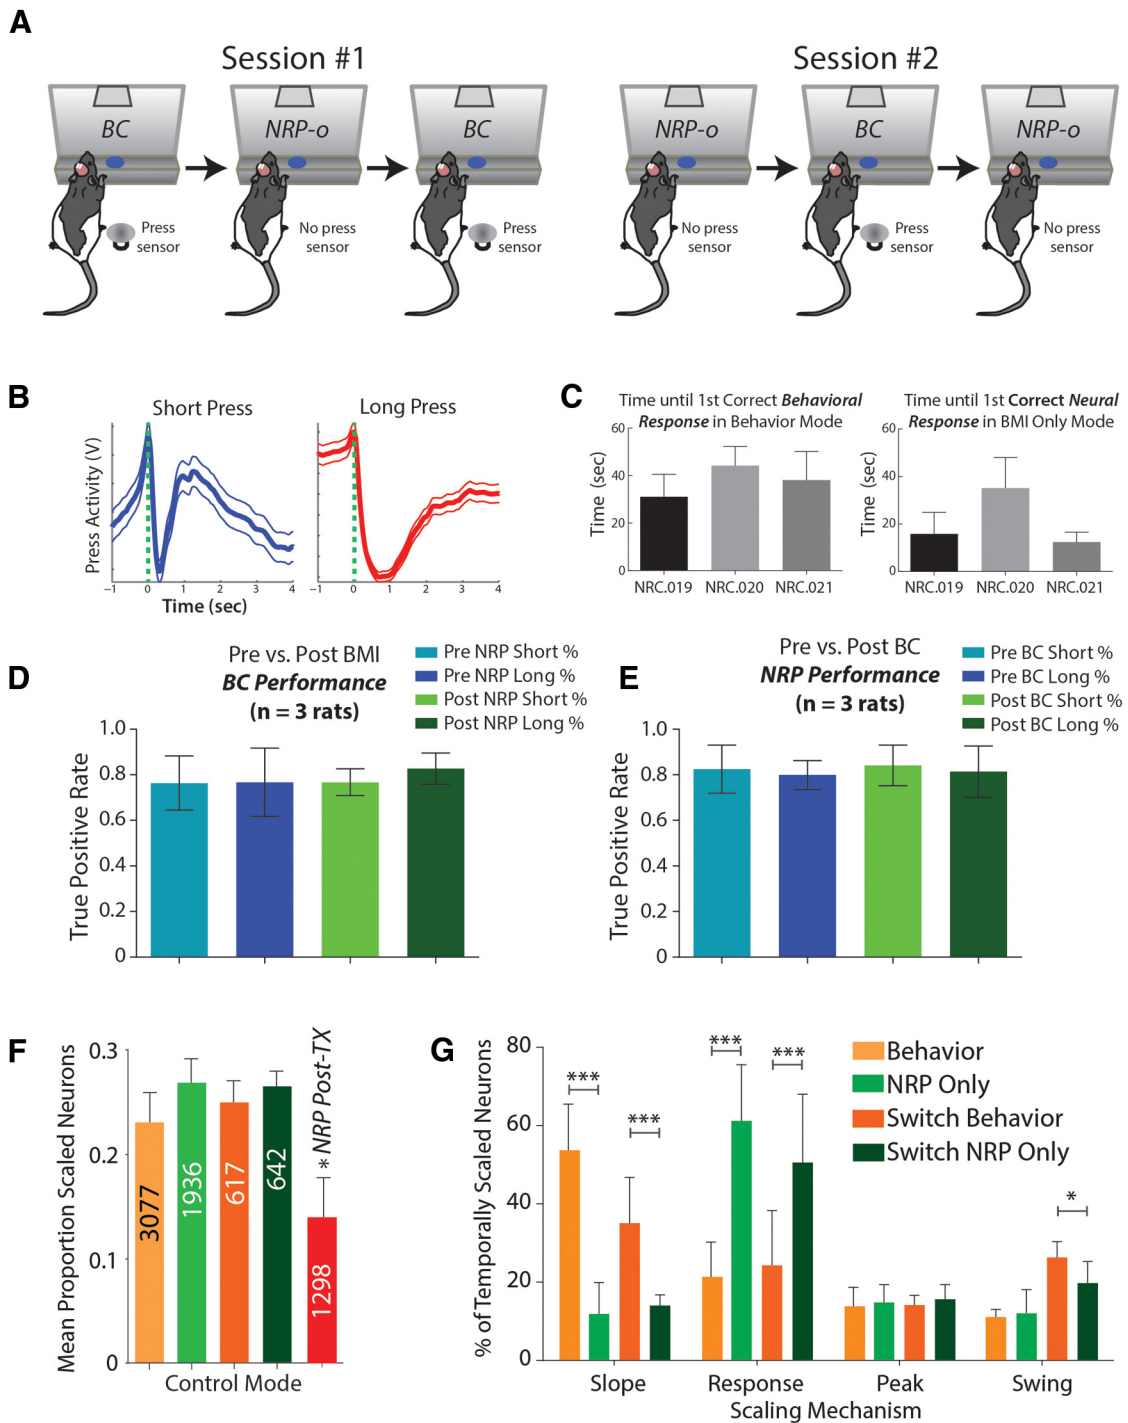 A
Session #1
Session #2
BC
NRP-o
BC
NRP-o
BC
NRP-o
Press sensor
No press sensor
Press sensor
No press sensor
Press sensor
No press sensor
B
Short Press
Long Press
Press Activity (V)
−1 0 1 2 3 4
−1 0 1 2 3 4
Time (sec)
C
Time until 1st Correct Behavioral
Response in Behavior Mode
Time (sec)
60
40
20
0
NRC.019 NRC.020 NRC.021
Time until 1st Correct Neural
Response in BMI Only Mode
Time (sec)
60
40
20
0
NRC.019 NRC.020 NRC.021
D
Pre vs. Post BMI
BC Performance
(n = 3 rats)
Pre NRP Short %
Pre NRP Long %
Post NRP Short %
Post NRP Long %
True Positive Rate
1.0
0.8
0.6
0.4
0.2
0
E
Pre vs. Post BC
NRP Performance
(n = 3 rats)
Pre BC Short %
Pre BC Long %
Post BC Short %
Post BC Long %
True Positive Rate
1.0
0.8
0.6
0.4
0.2
0
F
Mean Proportion Scaled Neurons
0.3
0.2
0.1
0
3077
1936
617
642
1298
* NRP Post-TX
Control Mode
G
% of Temporally Scaled Neurons
80
60
40
20
0
***
***
***
***
*
Behavior
NRP Only
Switch Behavior
Switch NRP Only
Slope Response Peak Swing
Scaling Mechanism